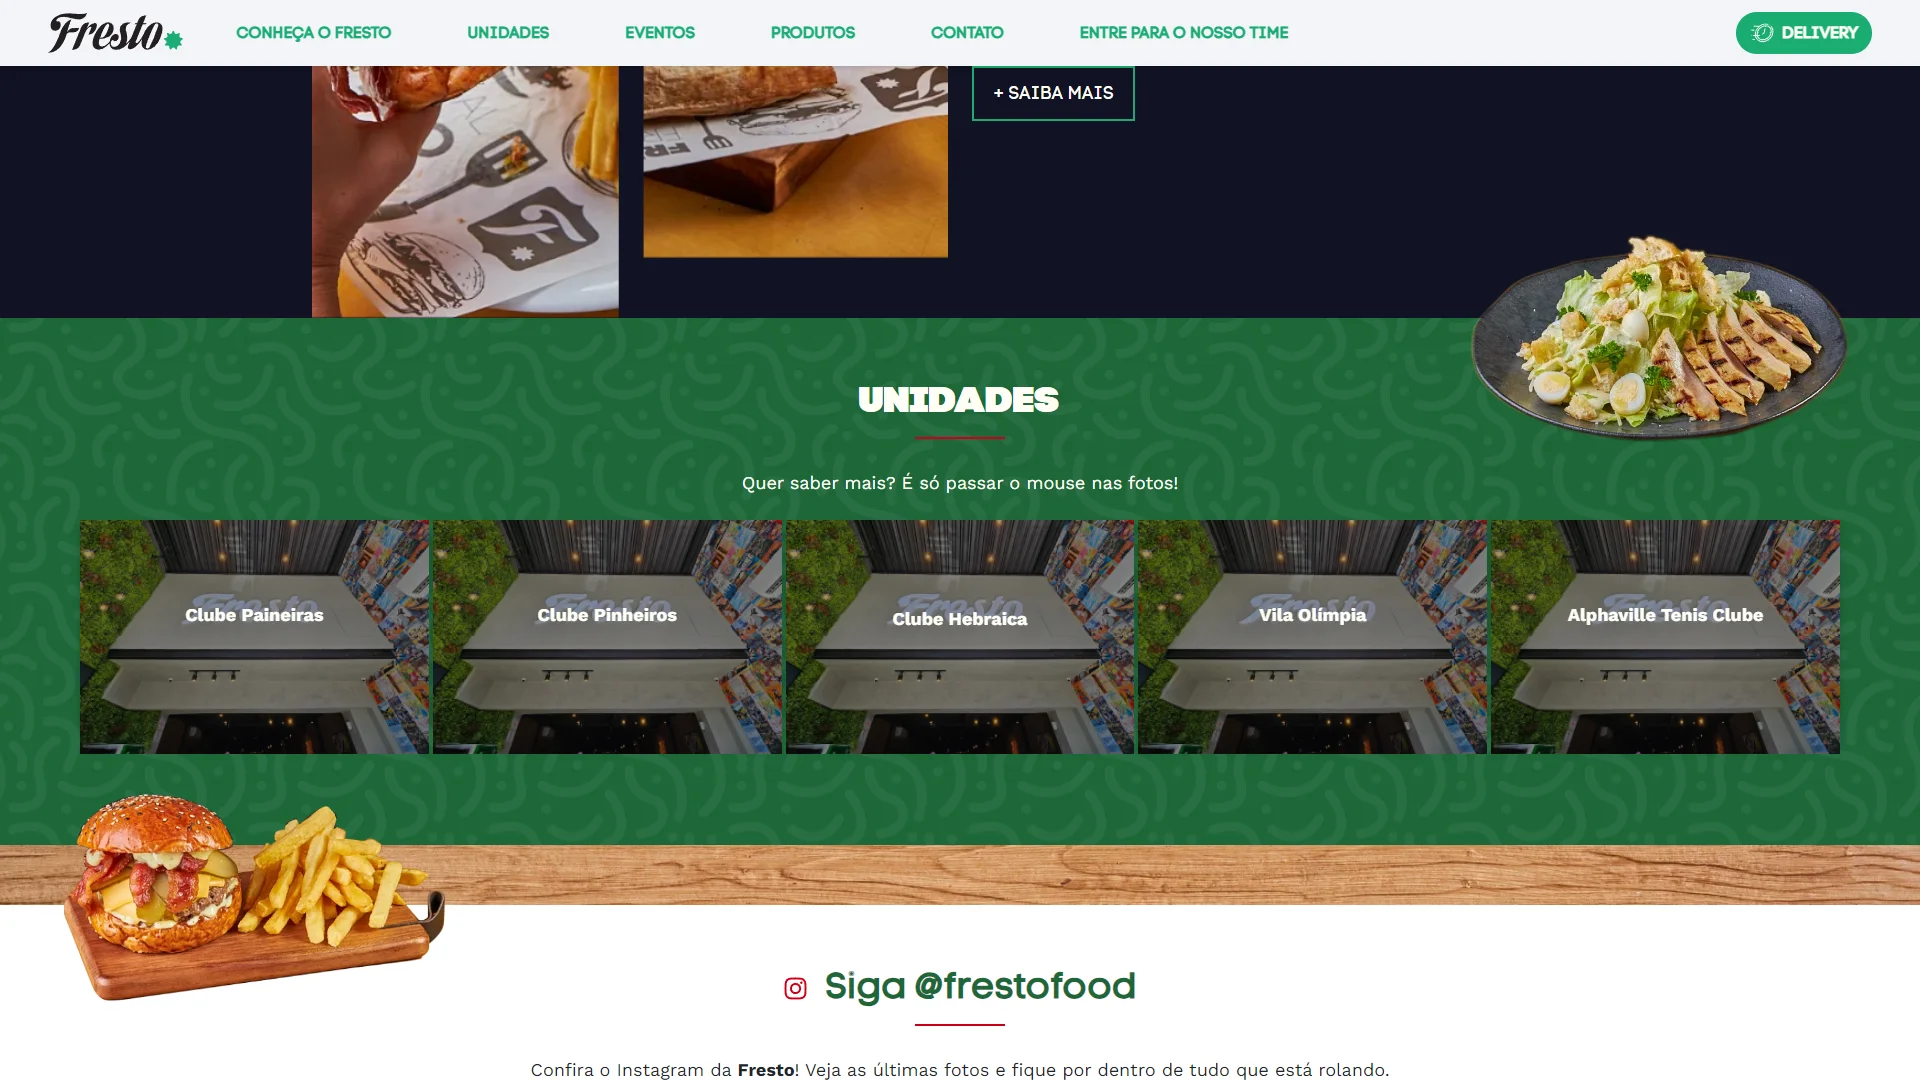 Fresto
CONHEÇA O FRESTO
UNIDADES
EVENTOS
PRODUTOS
CONTATO
ENTRE PARA O NOSSO TIME
DELIVERY
+ SAIBA MAIS
UNIDADES
Quer saber mais? É só passar o mouse nas fotos!
Clube Paineiras
Clube Pinheiros
Clube Hebraica
Vila Olímpia
Alphaville Tenis Clube
Siga @frestofood
Confira o Instagram da Fresto! Veja as últimas fotos e fique por dentro de tudo que está rolando.